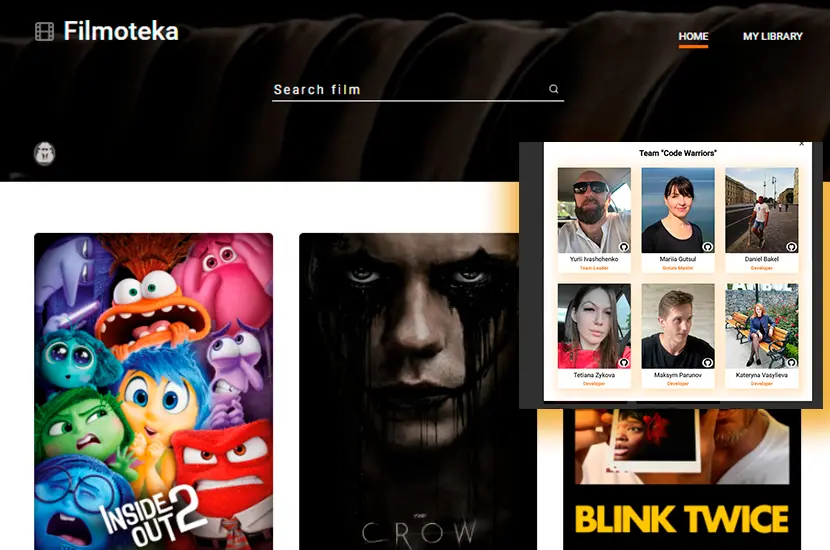 Filmoteka
HOME
MY LIBRARY
Search film
Team "Code Warriors"
Yurii Ivashchenko
Team Leader
Mariia Gutsul
Scrum Master
Daniel Bakel
Developer
Tetiana Zykova
Developer
Maksym Parunov
Developer
Kateryna Vasylieva
Developer
INSIDE
OUT 2
THE
CROW
BLINK TWICE